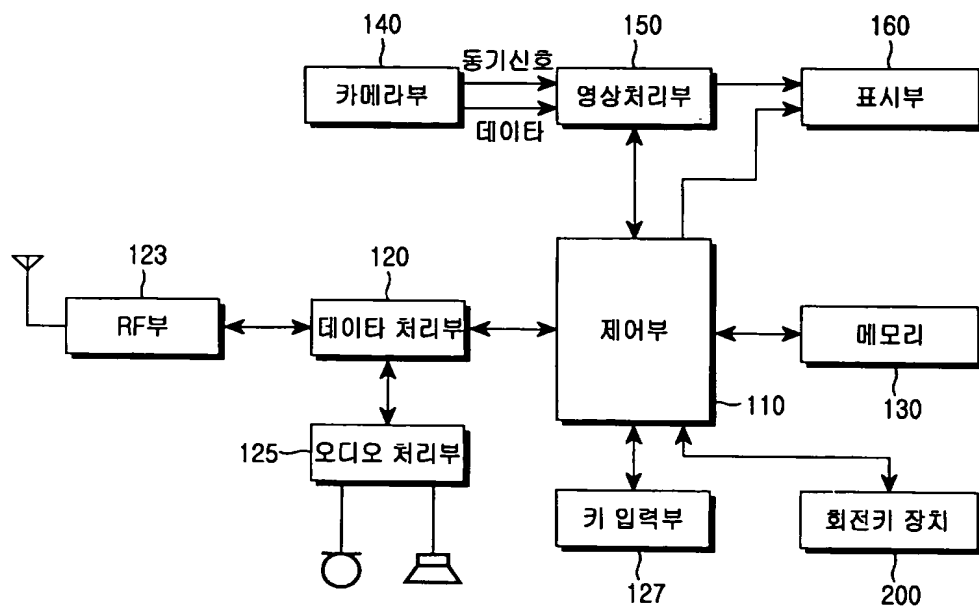 140
150
160
동기신호
카메라부
영상처리부
표시부
데이타
123
120
RF부
데이타 처리부
제어부
메모리
110
130
125
오디오 처리부
키 입력부
회전키 장치
127
200